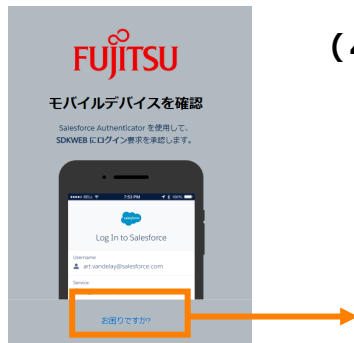 FUJITSU
モバイルデバイスを確認
Salesforce Authenticator を使用して、
SDKWEB にログイン要求を承認します。
7:53 PM
100%
salesforce
Log In to Salesforce
Username
art.vandelay@salesforce.com
Service
お困りですか?
(